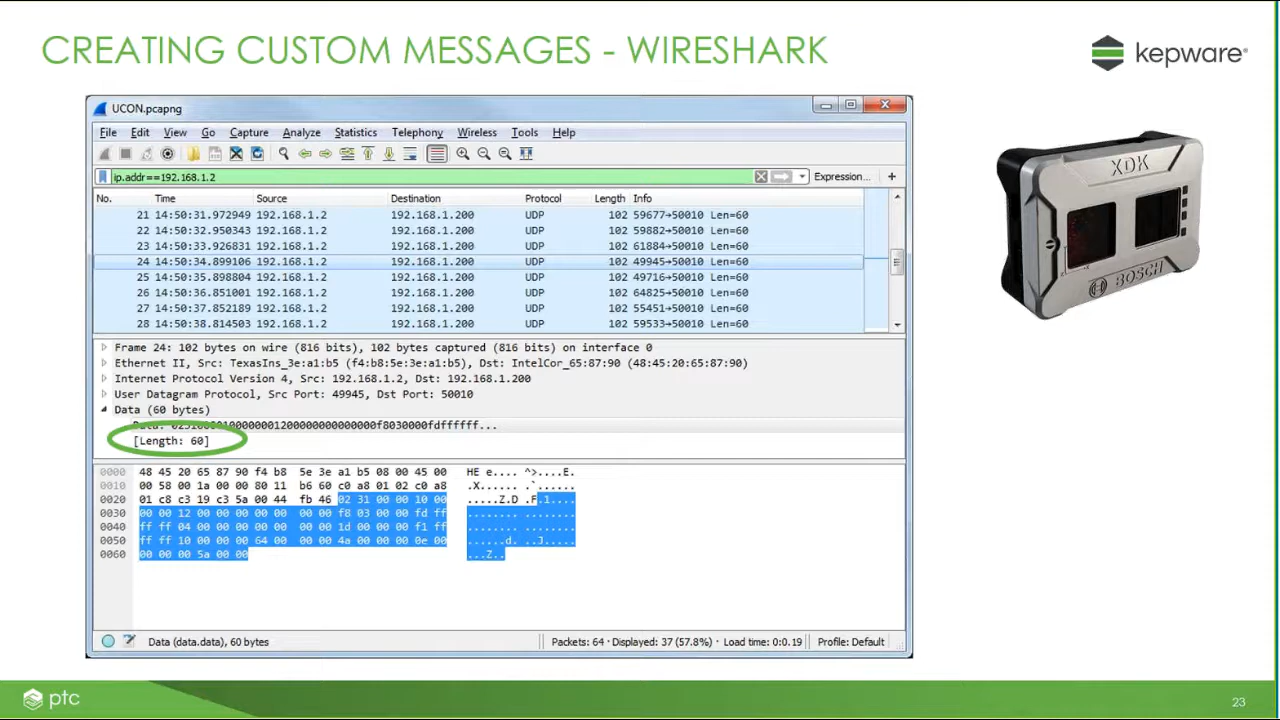 CREATING CUSTOM MESSAGES - WIRESHARK
kepware®
UCON.pcapng
File Edit View Go Capture Analyze Statistics Telephony Wireless Tools Help
ip.addr==192.168.1.2 Expression... +
No. Time Source Destination Protocol Length Info
21 14:50:31.972949 192.168.1.2 192.168.1.200 UDP 102 59677→50010 Len=60
22 14:50:32.950343 192.168.1.2 192.168.1.200 UDP 102 59882→50010 Len=60
23 14:50:33.926831 192.168.1.2 192.168.1.200 UDP 102 61884→50010 Len=60
24 14:50:34.899106 192.168.1.2 192.168.1.200 UDP 102 49945→50010 Len=60
25 14:50:35.898804 192.168.1.2 192.168.1.200 UDP 102 49716→50010 Len=60
26 14:50:36.851001 192.168.1.2 192.168.1.200 UDP 102 64825→50010 Len=60
27 14:50:37.852189 192.168.1.2 192.168.1.200 UDP 102 55451→50010 Len=60
28 14:50:38.814503 192.168.1.2 192.168.1.200 UDP 102 59533→50010 Len=60
Frame 24: 102 bytes on wire (816 bits), 102 bytes captured (816 bits) on interface 0
Ethernet II, Src: TexasIns_3e:a1:b5 (f4:b8:5e:3e:a1:b5), Dst: IntelCor_65:87:90 (48:45:20:65:87:90)
Internet Protocol Version 4, Src: 192.168.1.2, Dst: 192.168.1.200
User Datagram Protocol, Src Port: 49945, Dst Port: 50010
Data (60 bytes)
Data: 0231000010000000120000000000000f8030000fdffffff...
[Length: 60]
0000 48 45 20 65 87 90 f4 b8 5e 3e a1 b5 08 00 45 00 HE e.... ^>....E.
0010 00 58 00 1a 00 00 80 11 b6 60 c0 a8 01 02 c0 a8 .X...... .`......
0020 01 c8 c3 19 c3 5a 00 44 fb 46 02 31 00 00 10 00 .....Z.D .F.1....
0030 00 00 12 00 00 00 00 00 00 00 f8 03 00 00 fd ff ........ ........
0040 ff ff 04 00 00 00 00 00 00 00 1d 00 00 00 f1 ff ........ ........
0050 ff ff 10 00 00 00 64 00 00 00 4a 00 00 00 0e 00 ......d. ..J.....
0060 00 00 00 5a 00 00 ...Z..
Data (data.data), 60 bytes Packets: 64 · Displayed: 37 (57.8%) · Load time: 0:0.19 Profile: Default
XDK
BOSCH
ptc
23